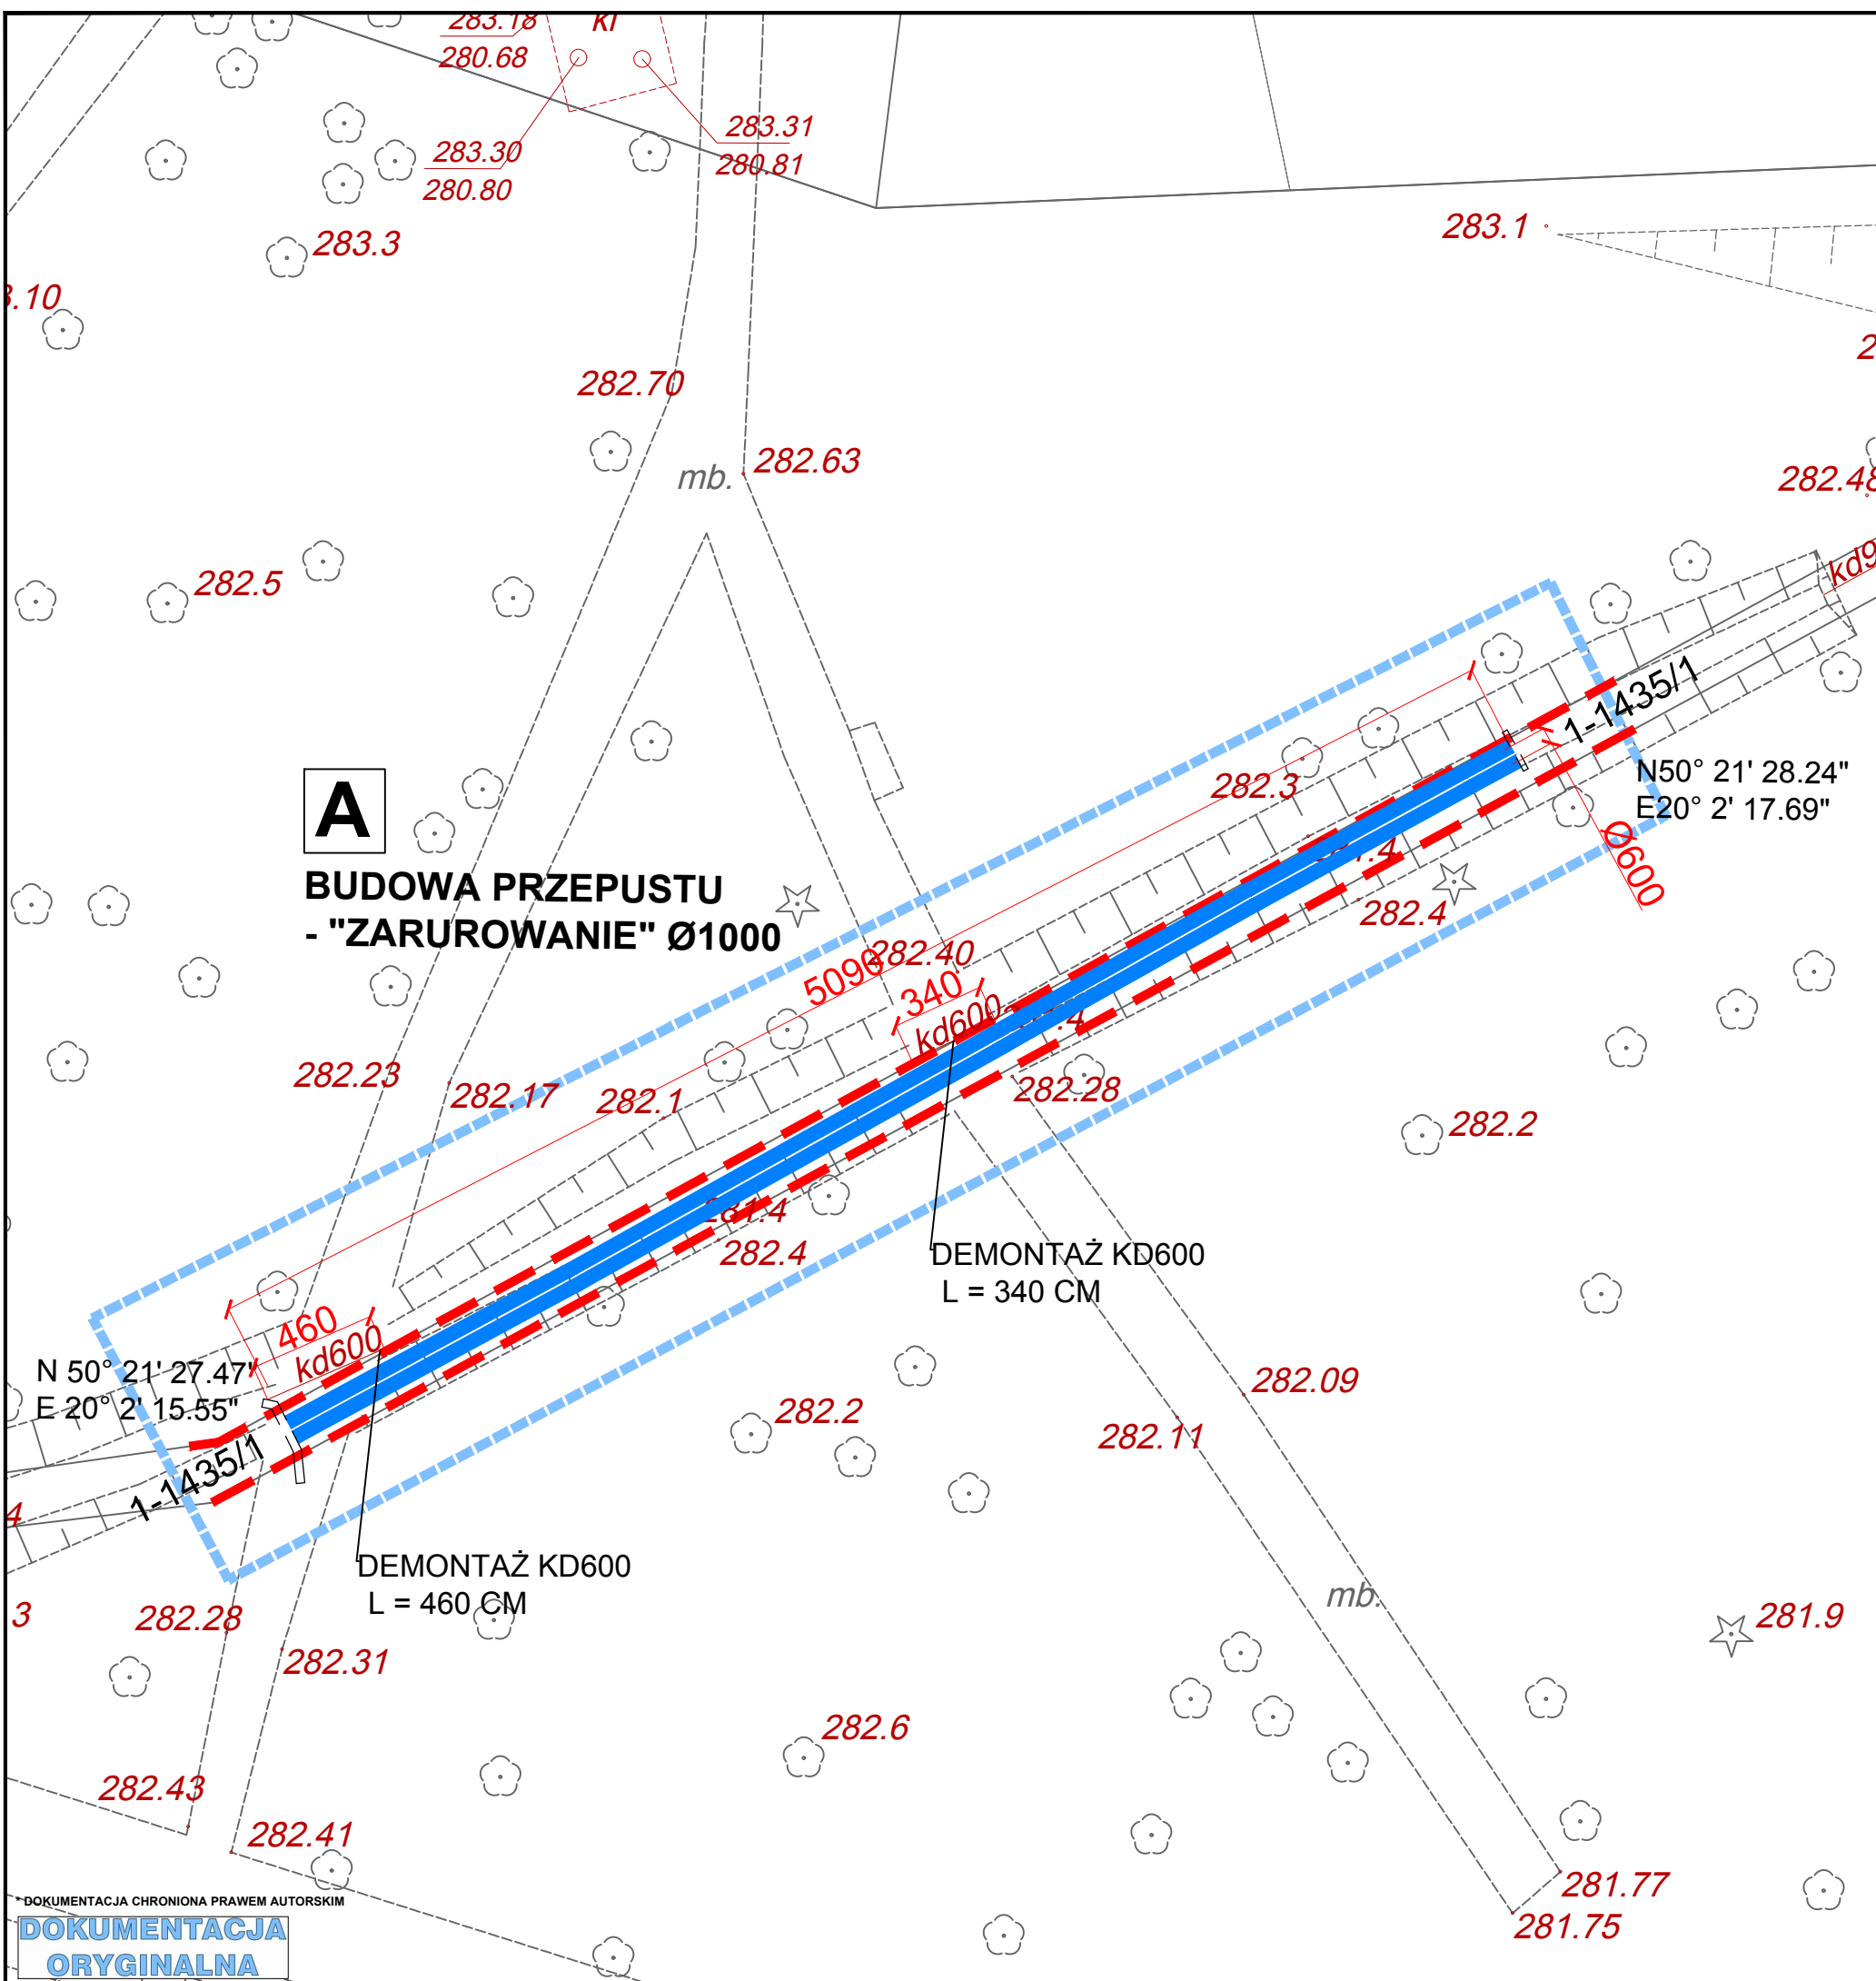 283.18
280.68
283.30
280.80
283.31
280.81
283.3
283.1
282.70
282.63
mb.
282.48
282.5
1-1435/1
N50° 21' 28.24"
E20° 2' 17.69"
Ø600
A
BUDOWA PRZEPUSTU
- "ZARUROWANIE" Ø1000
282.3
282.4
282.40
5090
340
kd600
282.23
282.17
282.1
282.28
282.2
281.4
282.4
DEMONTAŻ KD600
L = 340 CM
460
kd600
N 50° 21' 27.47"
E 20° 2' 15.55"
1-1435/1
282.2
282.09
282.11
DEMONTAŻ KD600
L = 460 CM
mb.
282.28
282.31
281.9
282.6
282.43
282.41
281.77
281.75
* DOKUMENTACJA CHRONIONA PRAWEM AUTORSKIM
DOKUMENTACJA
ORYGINALNA